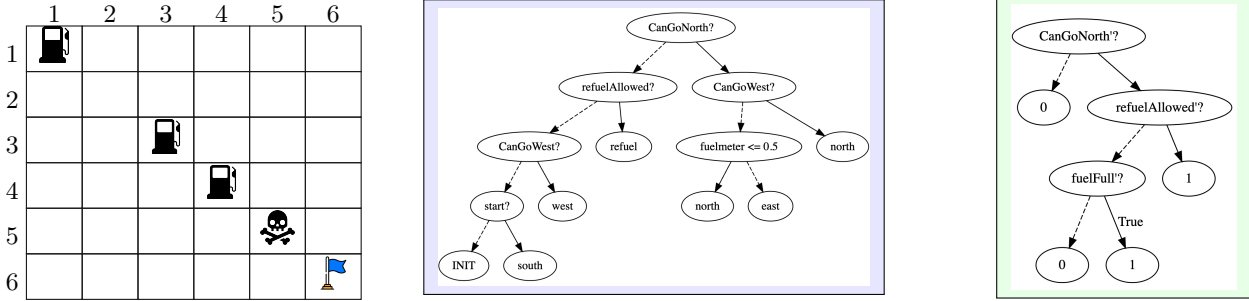 1 2 3 4 5 6
1
2
3
4
5
6
CanGoNorth?
refuelAllowed?
CanGoWest?
CanGoWest?
refuel
fuelmeter <= 0.5
north
start?
west
north
east
INIT
south
CanGoNorth'?
0
refuelAllowed'?
fuelFull'?
1
True
0
1